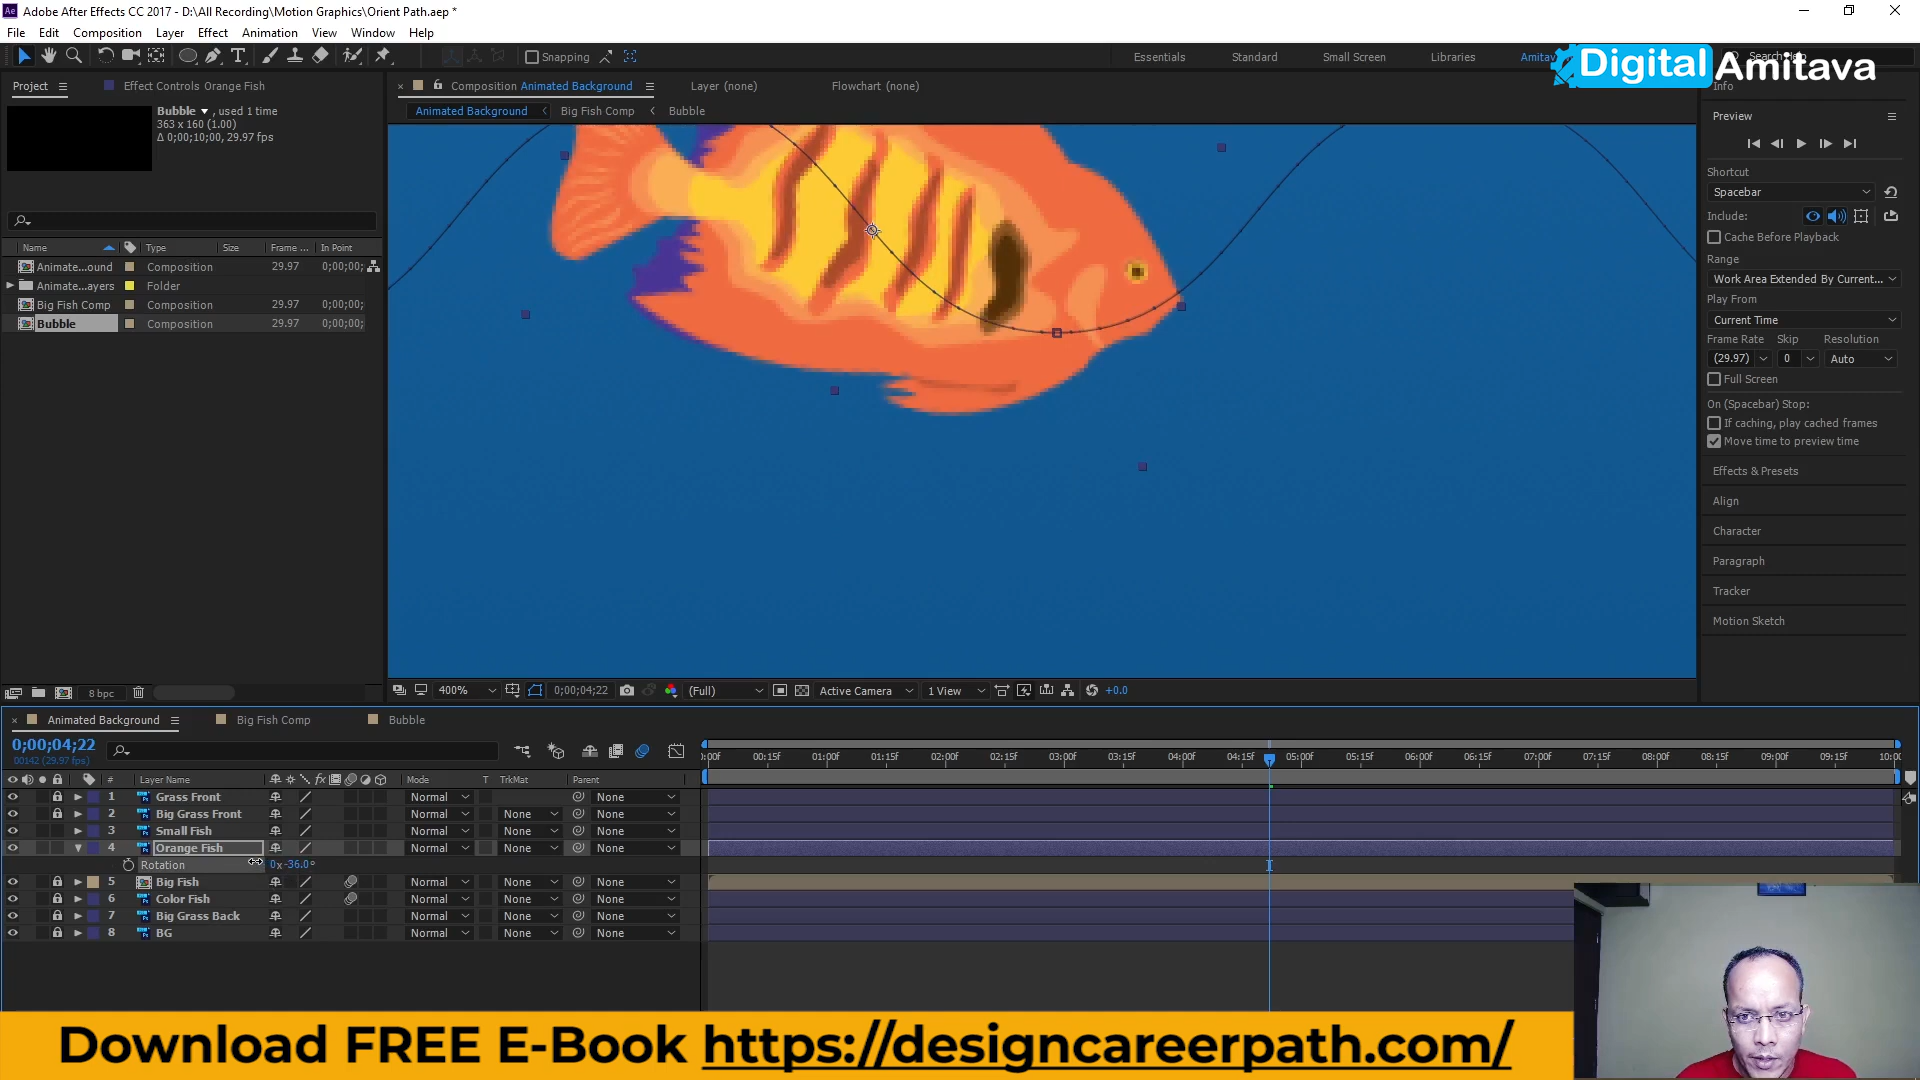 Adobe After Effects CC 2017 - D:\All Recording\Motion Graphics\Orient Path.aep *
File Edit Composition Layer Effect Animation View Window Help
Snapping
Essentials Standard Small Screen Libraries
Digital Amitava
Project Effect Controls Orange Fish
Composition Animated Background Layer (none) Flowchart (none)
Info
Bubble , used 1 time
363 x 160 (1.00)
Δ 0;00;10;00, 29.97 fps
Animated Background Big Fish Comp Bubble
Preview
Shortcut
Spacebar
Include:
Cache Before Playback
Range
Work Area Extended By Current...
Play From
Current Time
Frame Rate Skip Resolution
(29.97) 0 Auto
Full Screen
On (Spacebar) Stop:
If caching, play cached frames
Move time to preview time
Effects & Presets
Align
Character
Paragraph
Tracker
Motion Sketch
Name Type Size Frame ... In Point
Animate...ound Composition 29.97 0;00;00;
Animate...ayers Folder
Big Fish Comp Composition 29.97 0;00;00;
Bubble Composition 29.97 0;00;00;
8 bpc
400% 0;00;04;22 (Full) Active Camera 1 View +0.0
Animated Background Big Fish Comp Bubble
0;00;04;22
00142 (29.97 fps)
:00f 00:15f 01:00f 01:15f 02:00f 02:15f 03:00f 03:15f 04:00f 04:15f 05:00f 05:15f 06:00f 06:15f 07:00f 07:15f 08:00f 08:15f 09:00f 09:15f 10:00
# Layer Name Mode T TrkMat Parent
1 Grass Front Normal None
2 Big Grass Front Normal None None
3 Small Fish Normal None None
4 Orange Fish Normal None None
Rotation 0x-36.0°
5 Big Fish Normal None None
6 Color Fish Normal None None
7 Big Grass Back Normal None None
8 BG Normal None None
Download FREE E-Book https://designcareerpath.com/